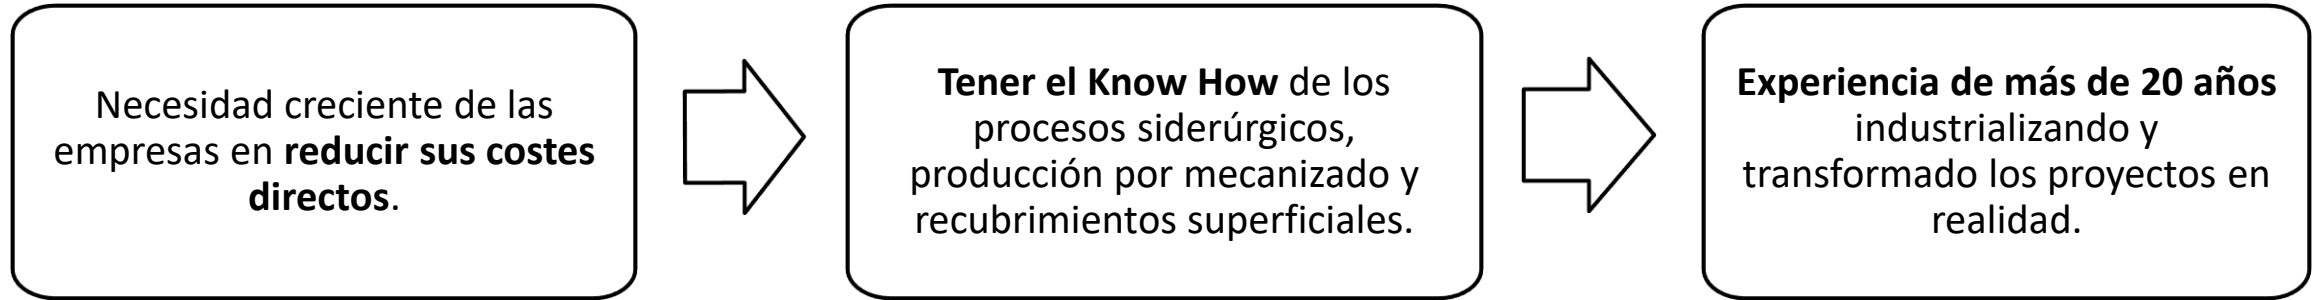 Necesidad creciente de las
empresas en reducir sus costes
directos.
Tener el Know How de los
procesos siderúrgicos,
producción por mecanizado y
recubrimientos superficiales.
Experiencia de más de 20 años
industrializando y
transformado los proyectos en
realidad.